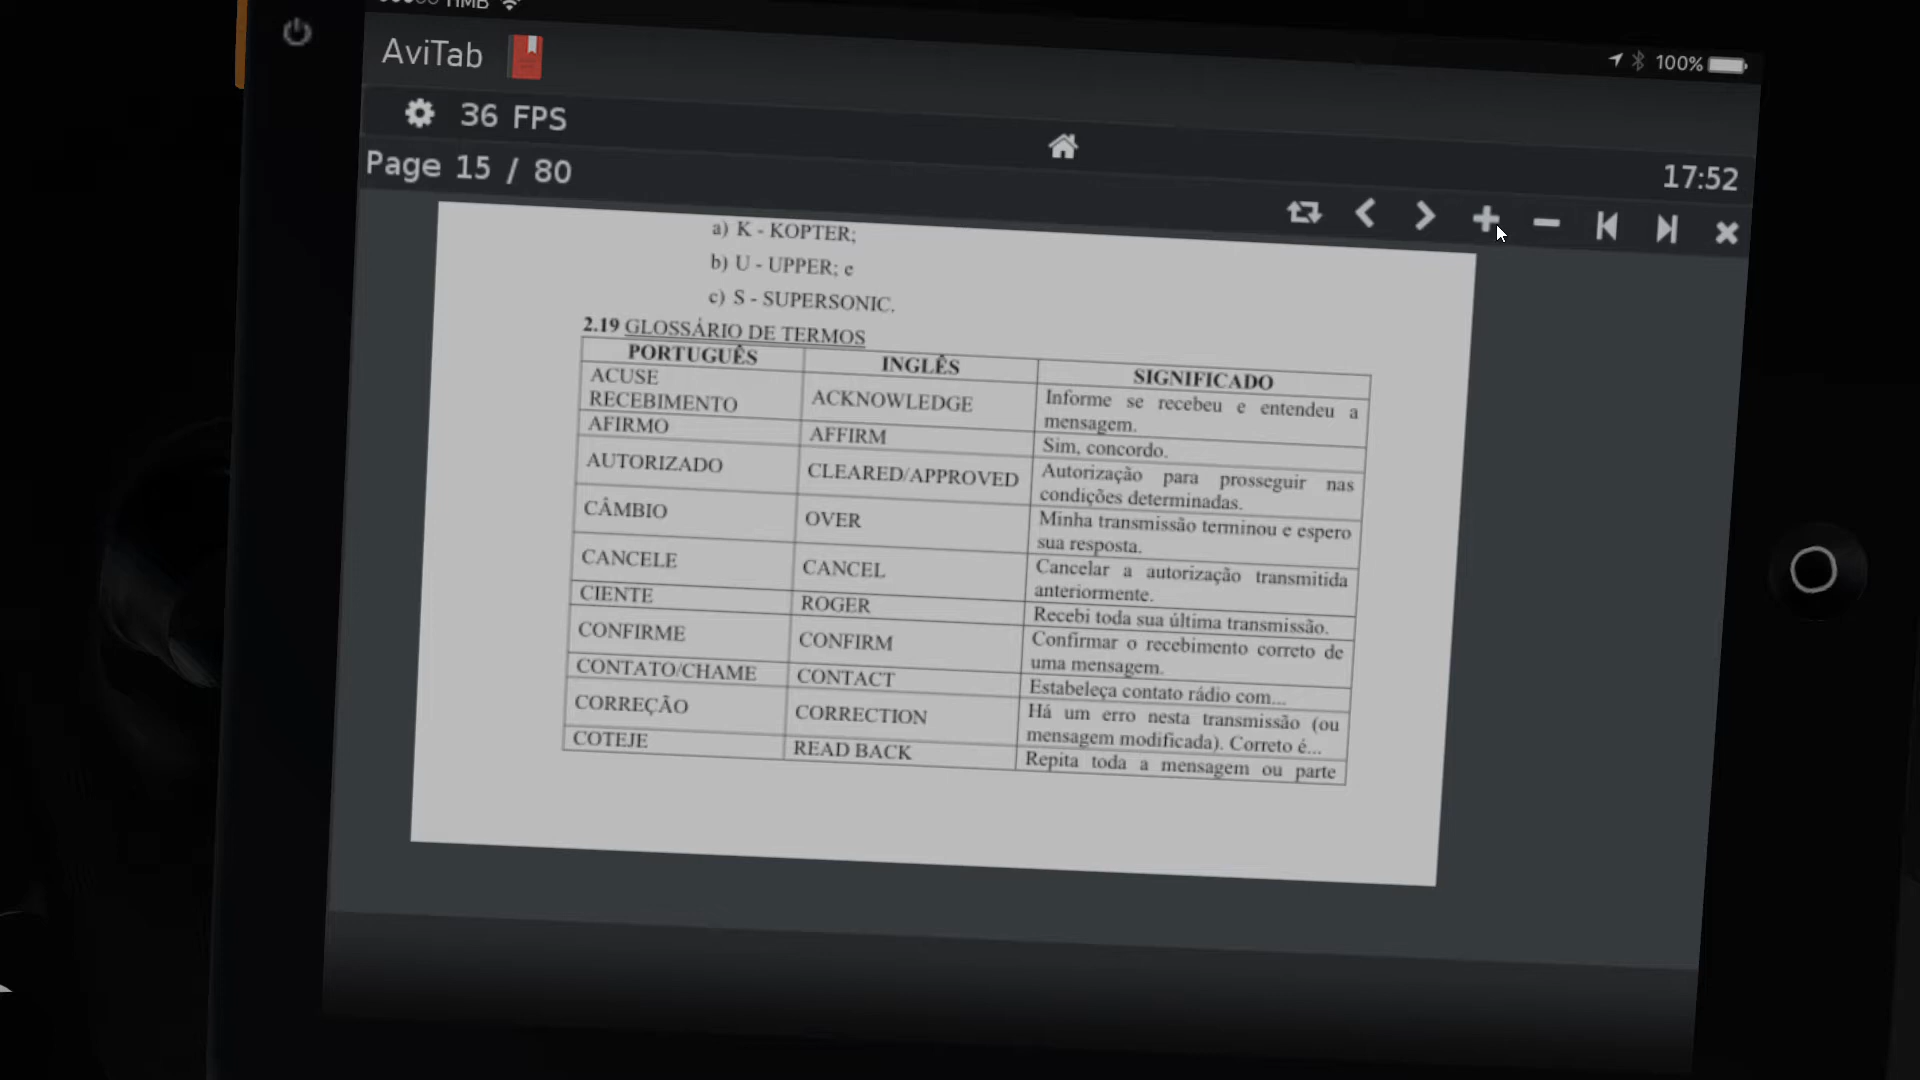 HMB
AviTab
100%
36 FPS
17:52
Page 15 / 80
a) K - KOPTER;
b) U - UPPER; e
c) S - SUPERSONIC.
2.19 GLOSSÁRIO DE TERMOS
PORTUGUÊS INGLÊS SIGNIFICADO
ACUSE
RECEBIMENTO
ACKNOWLEDGE
Informe se recebeu e entendeu a
mensagem.
AFIRMO AFFIRM Sim, concordo.
AUTORIZADO CLEARED/APPROVED
Autorização para prosseguir nas
condições determinadas.
CÂMBIO OVER
Minha transmissão terminou e espero
sua resposta.
CANCELE CANCEL
Cancelar a autorização transmitida
anteriormente.
CIENTE ROGER Recebi toda sua última transmissão.
CONFIRME CONFIRM
Confirmar o recebimento correto de
uma mensagem.
CONTATO/CHAME CONTACT Estabeleça contato rádio com...
CORREÇÃO CORRECTION
Há um erro nesta transmissão (ou
mensagem modificada). Correto é...
COTEJE READ BACK Repita toda a mensagem ou parte